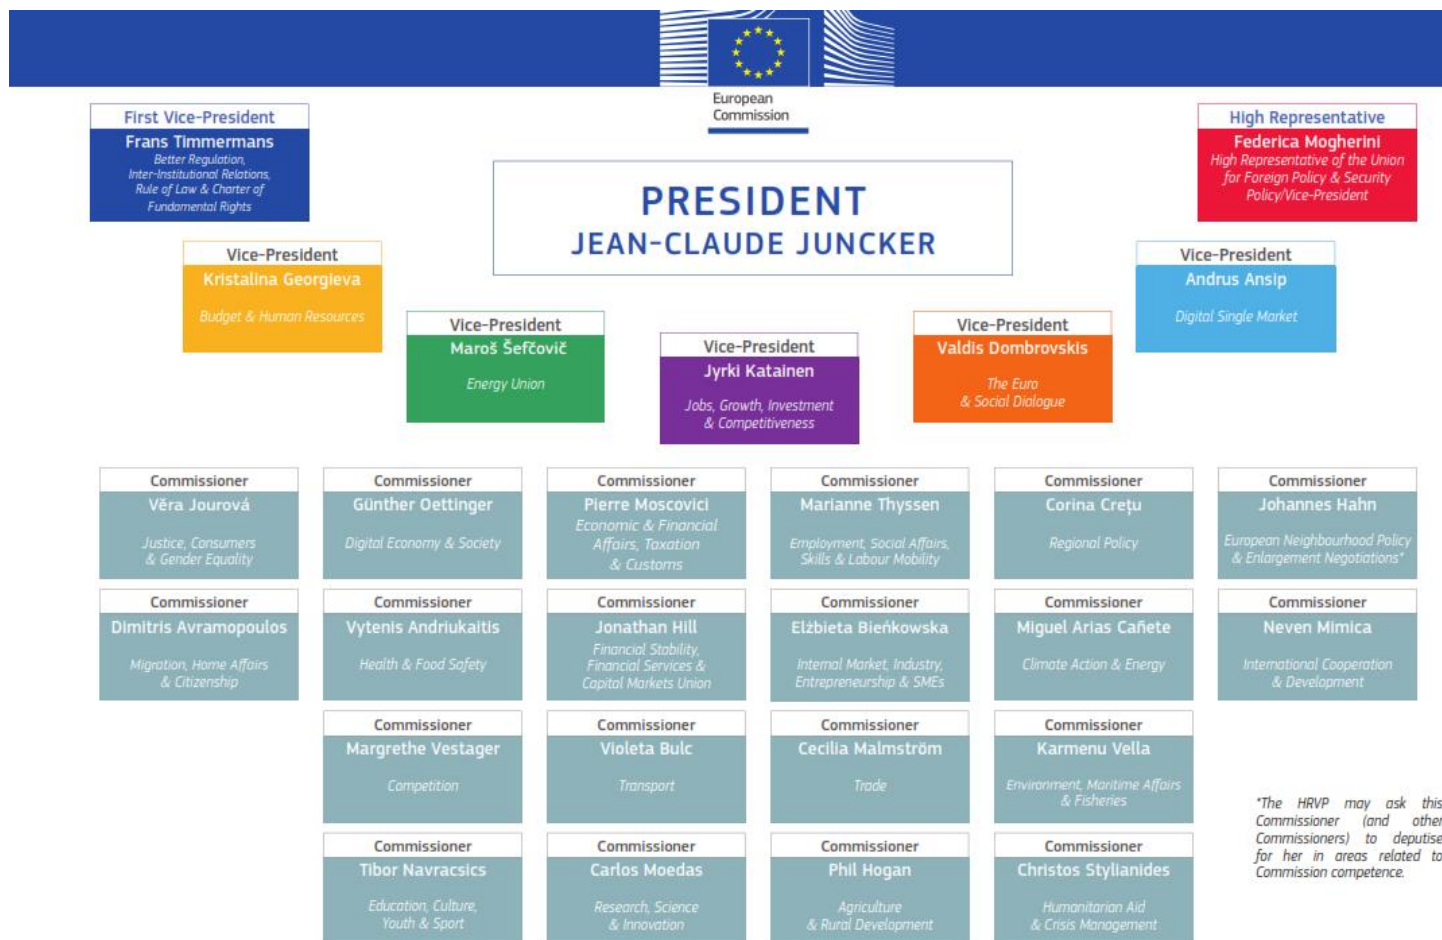 European
Commission
First Vice-President
Frans Timmermans
Better Regulation,
Inter-Institutional Relations,
Rule of Law & Charter of
Fundamental Rights
High Representative
Federica Mogherini
High Representative of the Union
for Foreign Policy & Security
Policy/Vice-President
PRESIDENT
JEAN-CLAUDE JUNCKER
Vice-President
Kristalina Georgieva
Budget & Human Resources
Vice-President
Maroš Šefčovič
Energy Union
Vice-President
Jyrki Katainen
Jobs, Growth, Investment
& Competitiveness
Vice-President
Valdis Dombrovskis
The Euro
& Social Dialogue
Vice-President
Andrus Ansip
Digital Single Market
Commissioner
Věra Jourová
Justice, Consumers
& Gender Equality
Commissioner
Günther Oettinger
Digital Economy & Society
Commissioner
Pierre Moscovici
Economic & Financial
Affairs, Taxation
& Customs
Commissioner
Marianne Thyssen
Employment, Social Affairs,
Skills & Labour Mobility
Commissioner
Corina Crețu
Regional Policy
Commissioner
Johannes Hahn
European Neighbourhood Policy
& Enlargement Negotiations*
Commissioner
Dimitris Avramopoulos
Migration, Home Affairs
& Citizenship
Commissioner
Vytenis Andriukaitis
Health & Food Safety
Commissioner
Jonathan Hill
Financial Stability,
Financial Services &
Capital Markets Union
Commissioner
Elżbieta Bieńkowska
Internal Market, Industry,
Entrepreneurship & SMEs
Commissioner
Miguel Arias Cañete
Climate Action & Energy
Commissioner
Neven Mimica
International Cooperation
& Development
Commissioner
Margrethe Vestager
Competition
Commissioner
Violeta Bulc
Transport
Commissioner
Cecilia Malmström
Trade
Commissioner
Karmenu Vella
Environment, Maritime Affairs
& Fisheries
Commissioner
Tibor Navracsics
Education, Culture,
Youth & Sport
Commissioner
Carlos Moedas
Research, Science
& Innovation
Commissioner
Phil Hogan
Agriculture
& Rural Development
Commissioner
Christos Stylianides
Humanitarian Aid
& Crisis Management
*The HRVP may ask this
Commissioner (and other
Commissioners) to deputise
for her in areas related to
Commission competence.